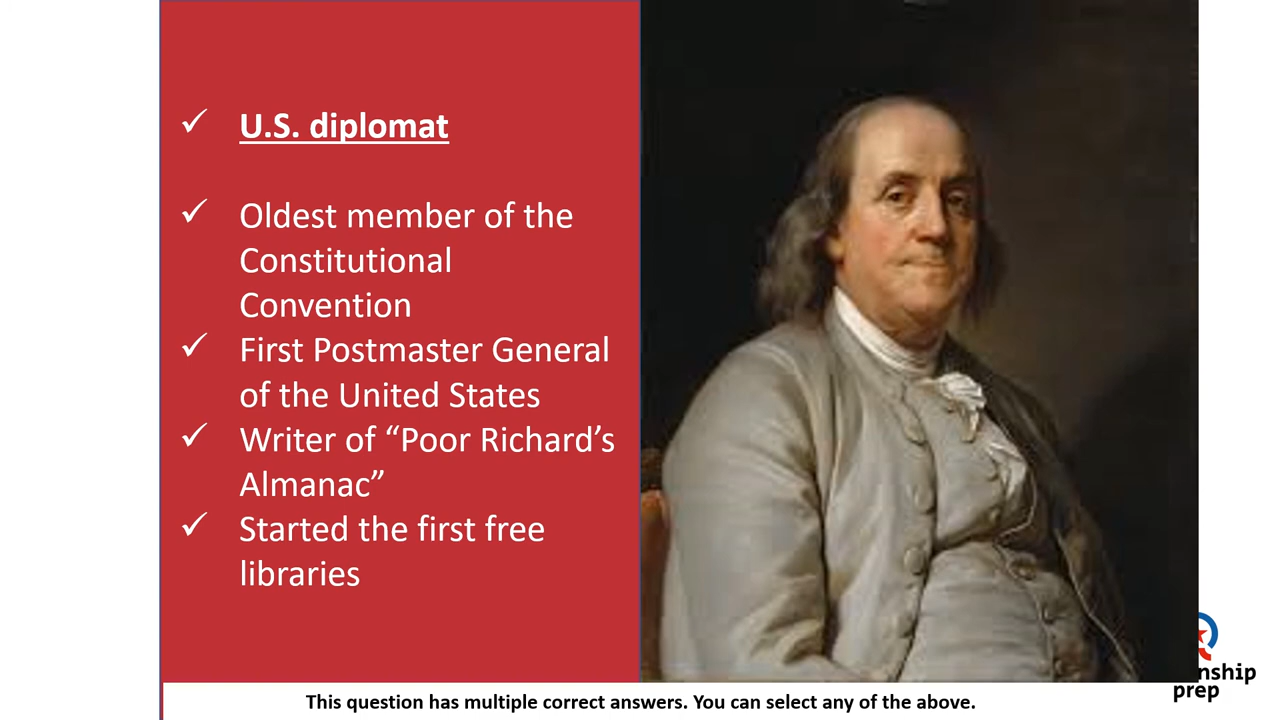 U.S. diplomat
Oldest member of the
Constitutional
Convention
First Postmaster General
of the United States
Writer of “Poor Richard’s
Almanac”
Started the first free
libraries
This question has multiple correct answers. You can select any of the above.
nship
prep